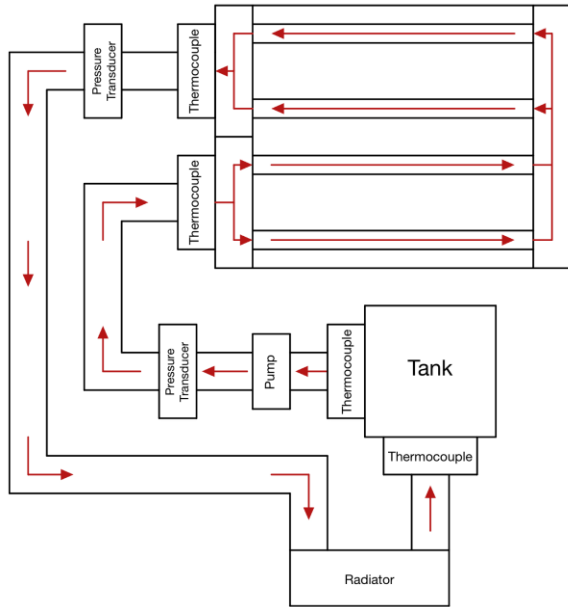 Pressure
Transducer
Thermocouple
Thermocouple
Pressure
Transducer
Pump
Thermocouple
Tank
Thermocouple
Radiator